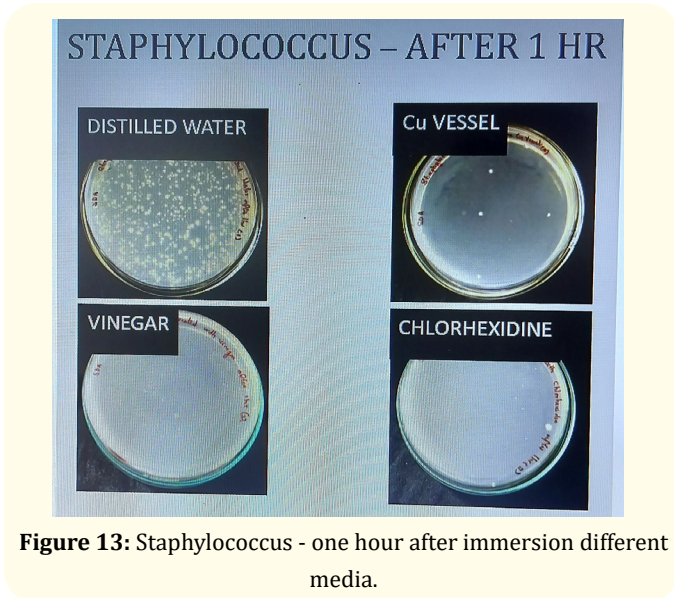 STAPHYLOCOCCUS – AFTER 1 HR
DISTILLED WATER
Cu VESSEL
VINEGAR
CHLORHEXIDINE
Figure 13: Staphylococcus - one hour after immersion different
media.